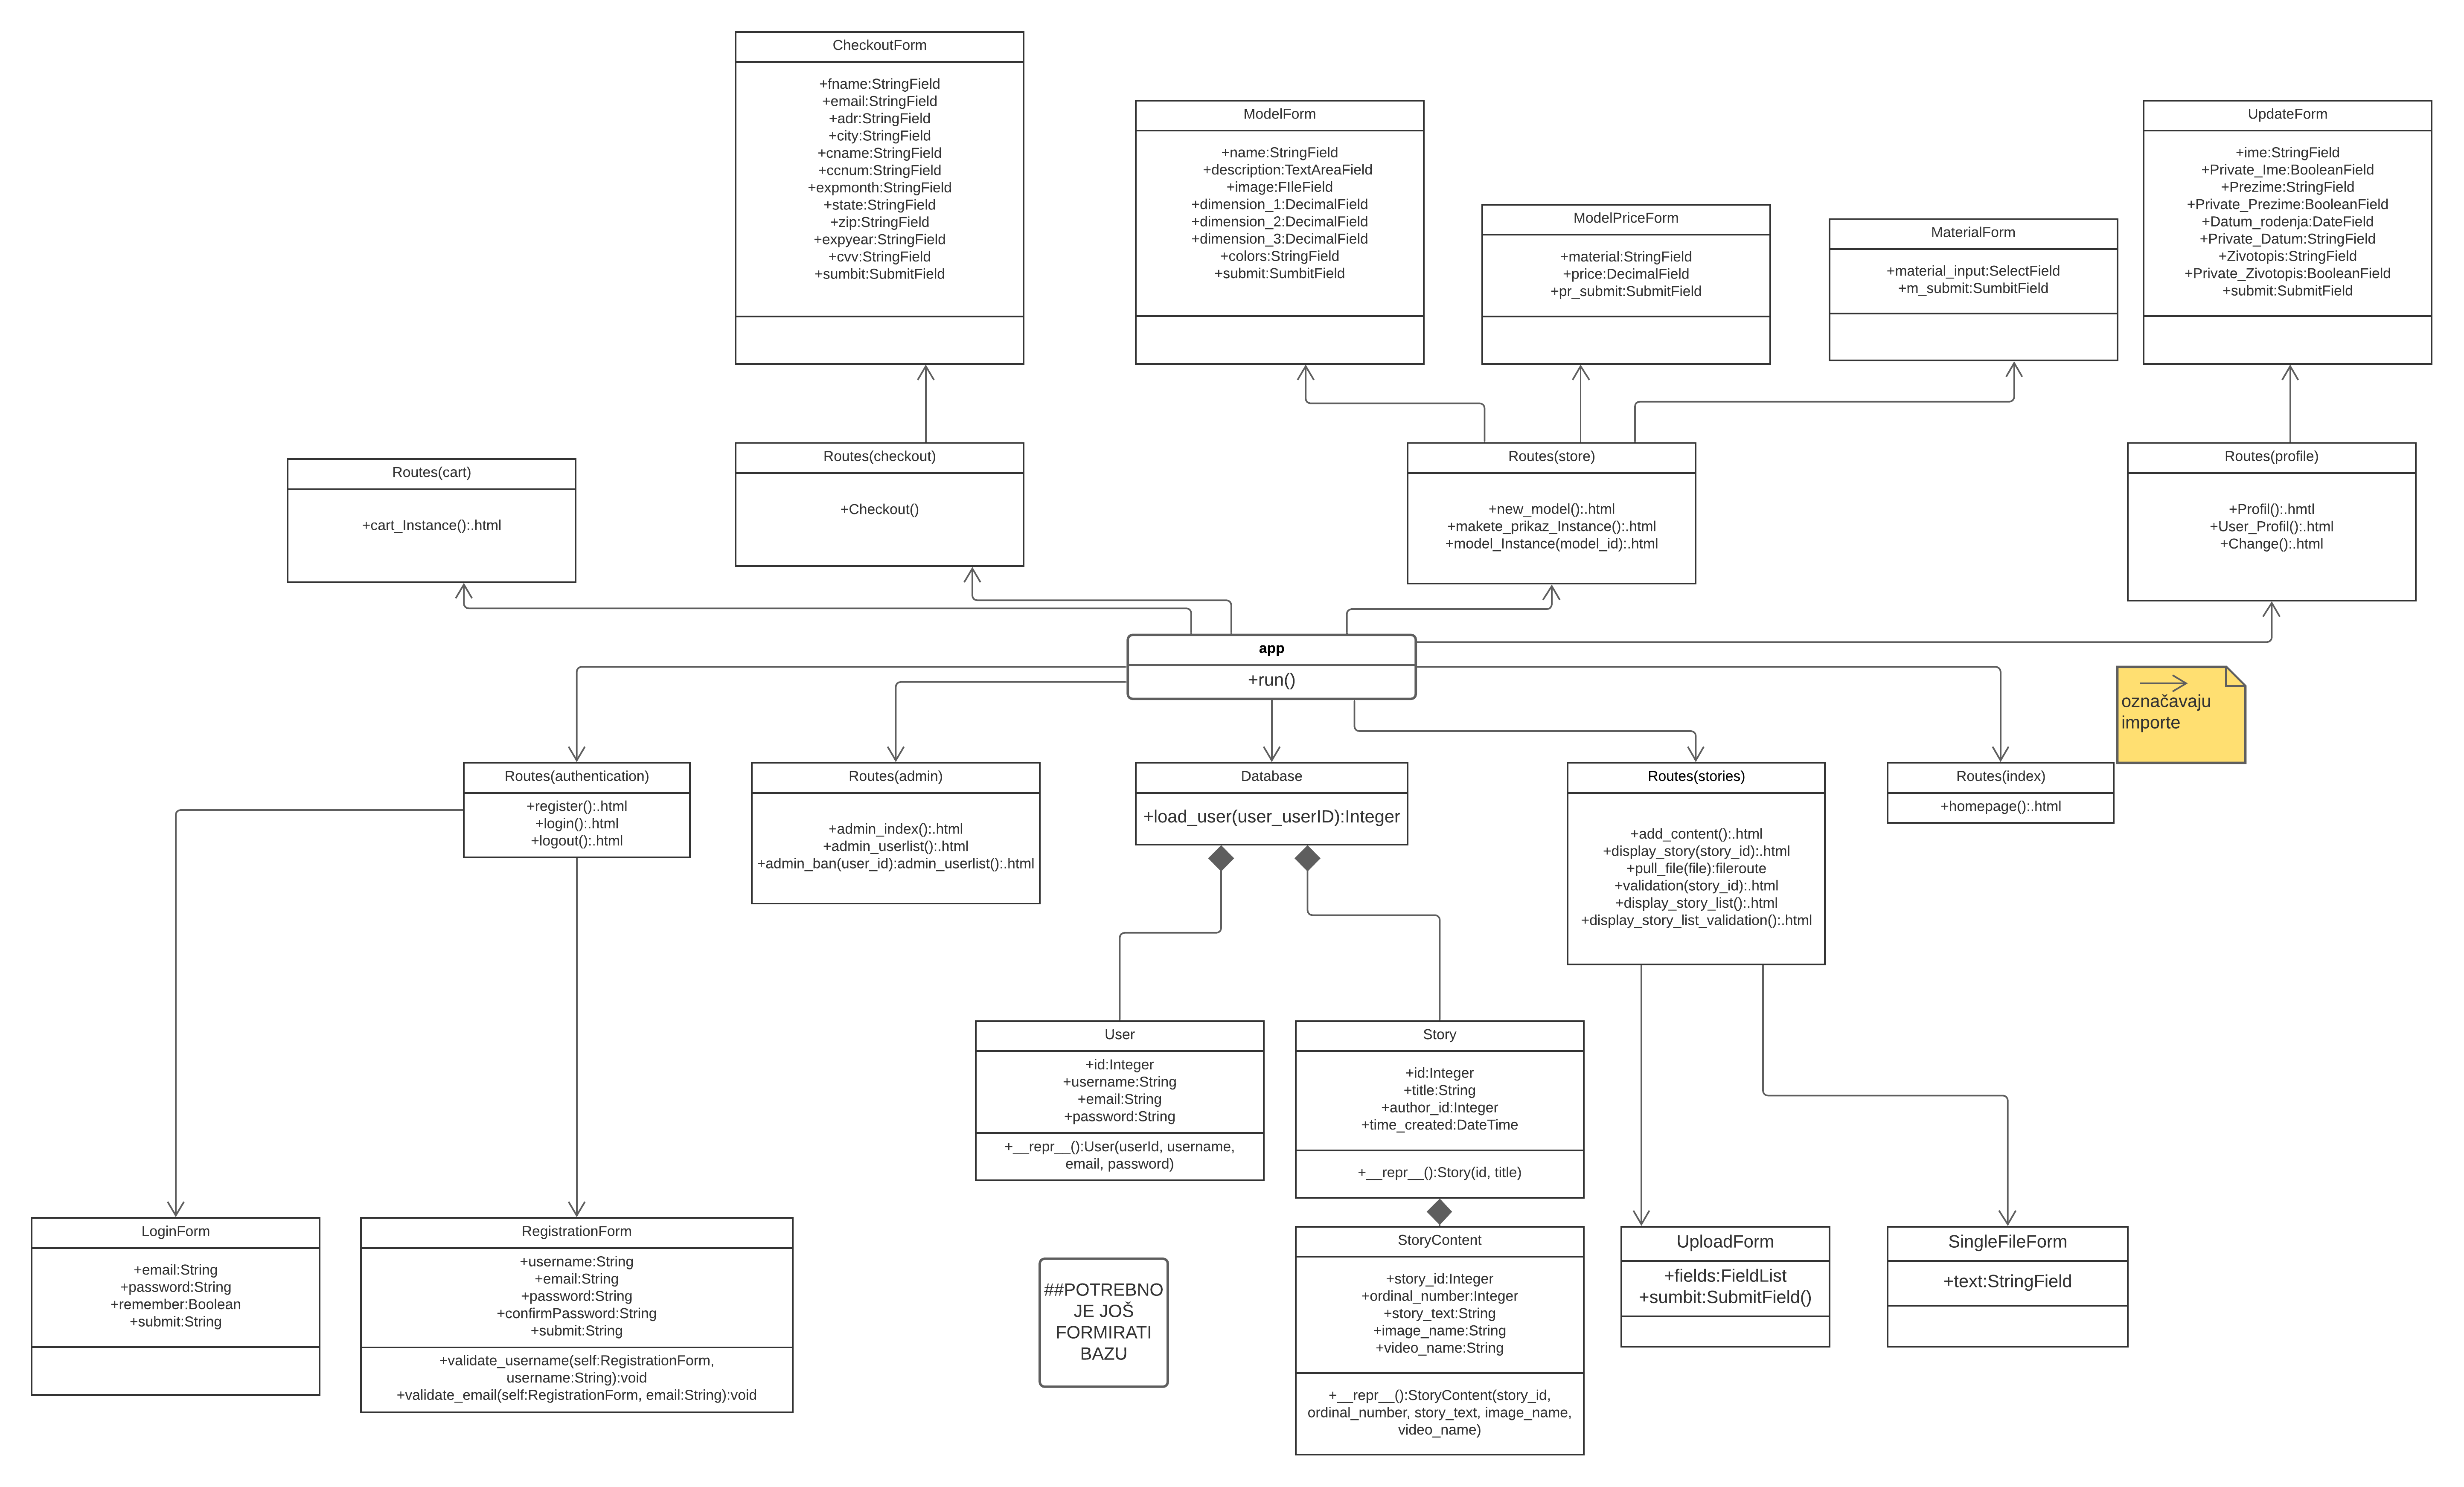 CheckoutForm
+fname:StringField
+email:StringField
+adr:StringField
+city:StringField
+cname:StringField
+ccnum:StringField
+expmonth:StringField
+state:StringField
+zip:StringField
+expyear:StringField
+cvv:StringField
+sumbit:SubmitField
ModelForm
+name:StringField
+description:TextAreaField
+image:FIleField
+dimension_1:DecimalField
+dimension_2:DecimalField
+dimension_3:DecimalField
+colors:StringField
+submit:SumbitField
ModelPriceForm
+material:StringField
+price:DecimalField
+pr_submit:SubmitField
MaterialForm
+material_input:SelectField
+m_submit:SumbitField
UpdateForm
+ime:StringField
+Private_Ime:BooleanField
+Prezime:StringField
+Private_Prezime:BooleanField
+Datum_rodenja:DateField
+Private_Datum:StringField
+Zivotopis:StringField
+Private_Zivotopis:BooleanField
+submit:SubmitField
Routes(cart)
+cart_Instance():.html
Routes(checkout)
+Checkout()
Routes(store)
+new_model():.html
+makete_prikaz_Instance():.html
+model_Instance(model_id):.html
Routes(profile)
+Profil():.hmtl
+User_Profil():.html
+Change():.html
app
+run()
označavaju
importe
Routes(authentication)
+register():.html
+login():.html
+logout():.html
Routes(admin)
+admin_index():.html
+admin_userlist():.html
+admin_ban(user_id):admin_userlist():.html
Database
+load_user(user_userID):Integer
Routes(stories)
+add_content():.html
+display_story(story_id):.html
+pull_file(file):fileroute
+validation(story_id):.html
+display_story_list():.html
+display_story_list_validation():.html
Routes(index)
+homepage():.html
User
+id:Integer
+username:String
+email:String
+password:String
+__repr__():User(userId, username,
email, password)
Story
+id:Integer
+title:String
+author_id:Integer
+time_created:DateTime
+__repr__():Story(id, title)
LoginForm
+email:String
+password:String
+remember:Boolean
+submit:String
RegistrationForm
+username:String
+email:String
+password:String
+confirmPassword:String
+submit:String
+validate_username(self:RegistrationForm,
username:String):void
+validate_email(self:RegistrationForm, email:String):void
##POTREBNO
JE JOŠ
FORMIRATI
BAZU
StoryContent
+story_id:Integer
+ordinal_number:Integer
+story_text:String
+image_name:String
+video_name:String
+__repr__():StoryContent(story_id,
ordinal_number, story_text, image_name,
video_name)
UploadForm
+fields:FieldList
+sumbit:SubmitField()
SingleFileForm
+text:StringField